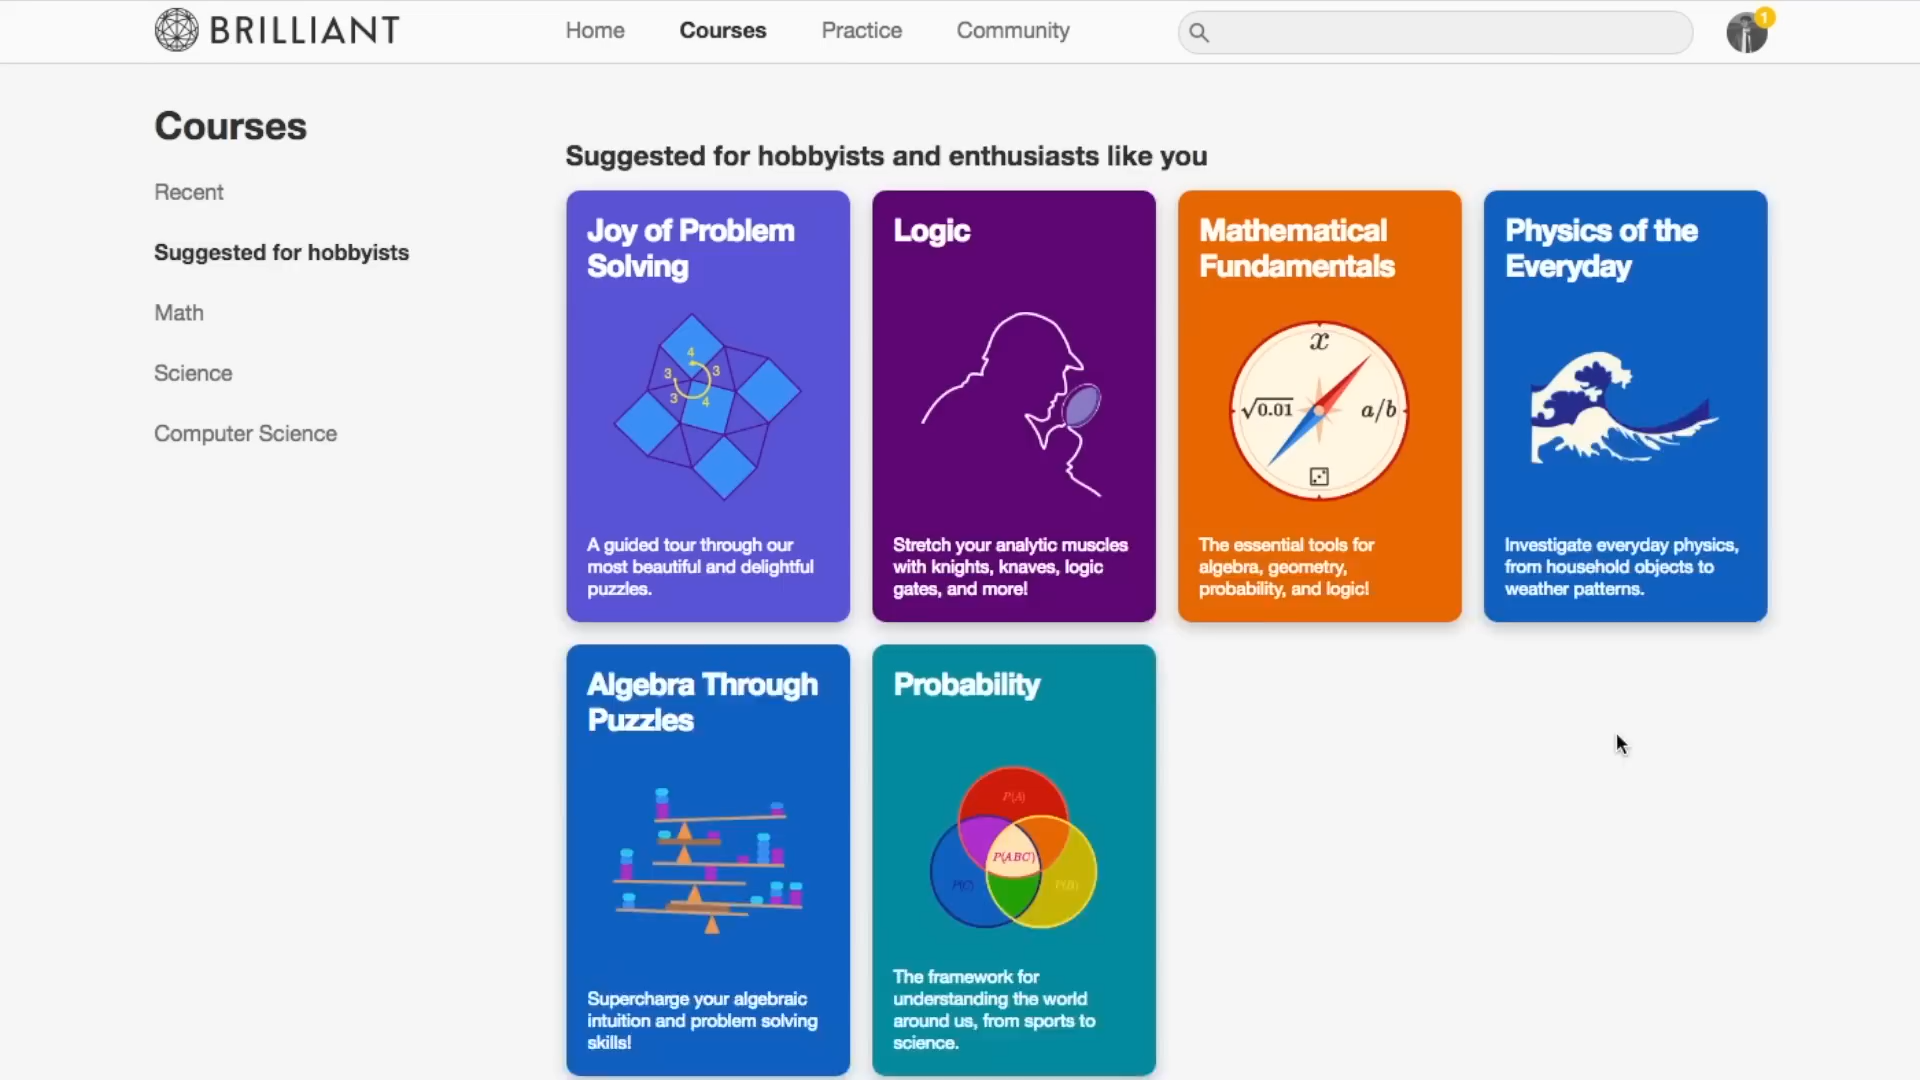 BRILLIANT
Home
Courses
Practice
Community
1
Courses
Recent
Suggested for hobbyists
Math
Science
Computer Science
Suggested for hobbyists and enthusiasts like you
Joy of Problem
Solving
4
3
3
3
4
A guided tour through our
most beautiful and delightful
puzzles.
Logic
Stretch your analytic muscles
with knights, knaves, logic
gates, and more!
Mathematical
Fundamentals
x
√0.01
a/b
The essential tools for
algebra, geometry,
probability, and logic!
Physics of the
Everyday
Investigate everyday physics,
from household objects to
weather patterns.
Algebra Through
Puzzles
Supercharge your algebraic
intuition and problem solving
skills!
Probability
P(A)
P(ABC)
P(C)
P(B)
The framework for
understanding the world
around us, from sports to
science.